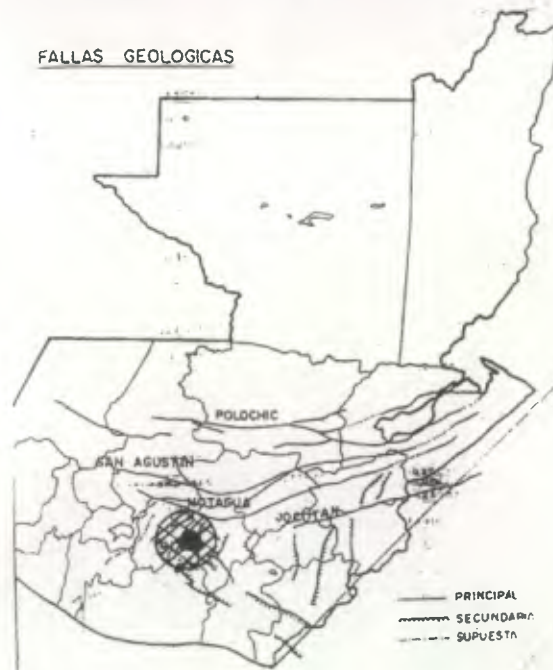 FALLAS GEOLOGICAS
POLOCHIC
SAN AGUSTIN
MOTAGUA
JOCOTAN
PRINCIPAL
SECUNDARIA
SUPUESTA